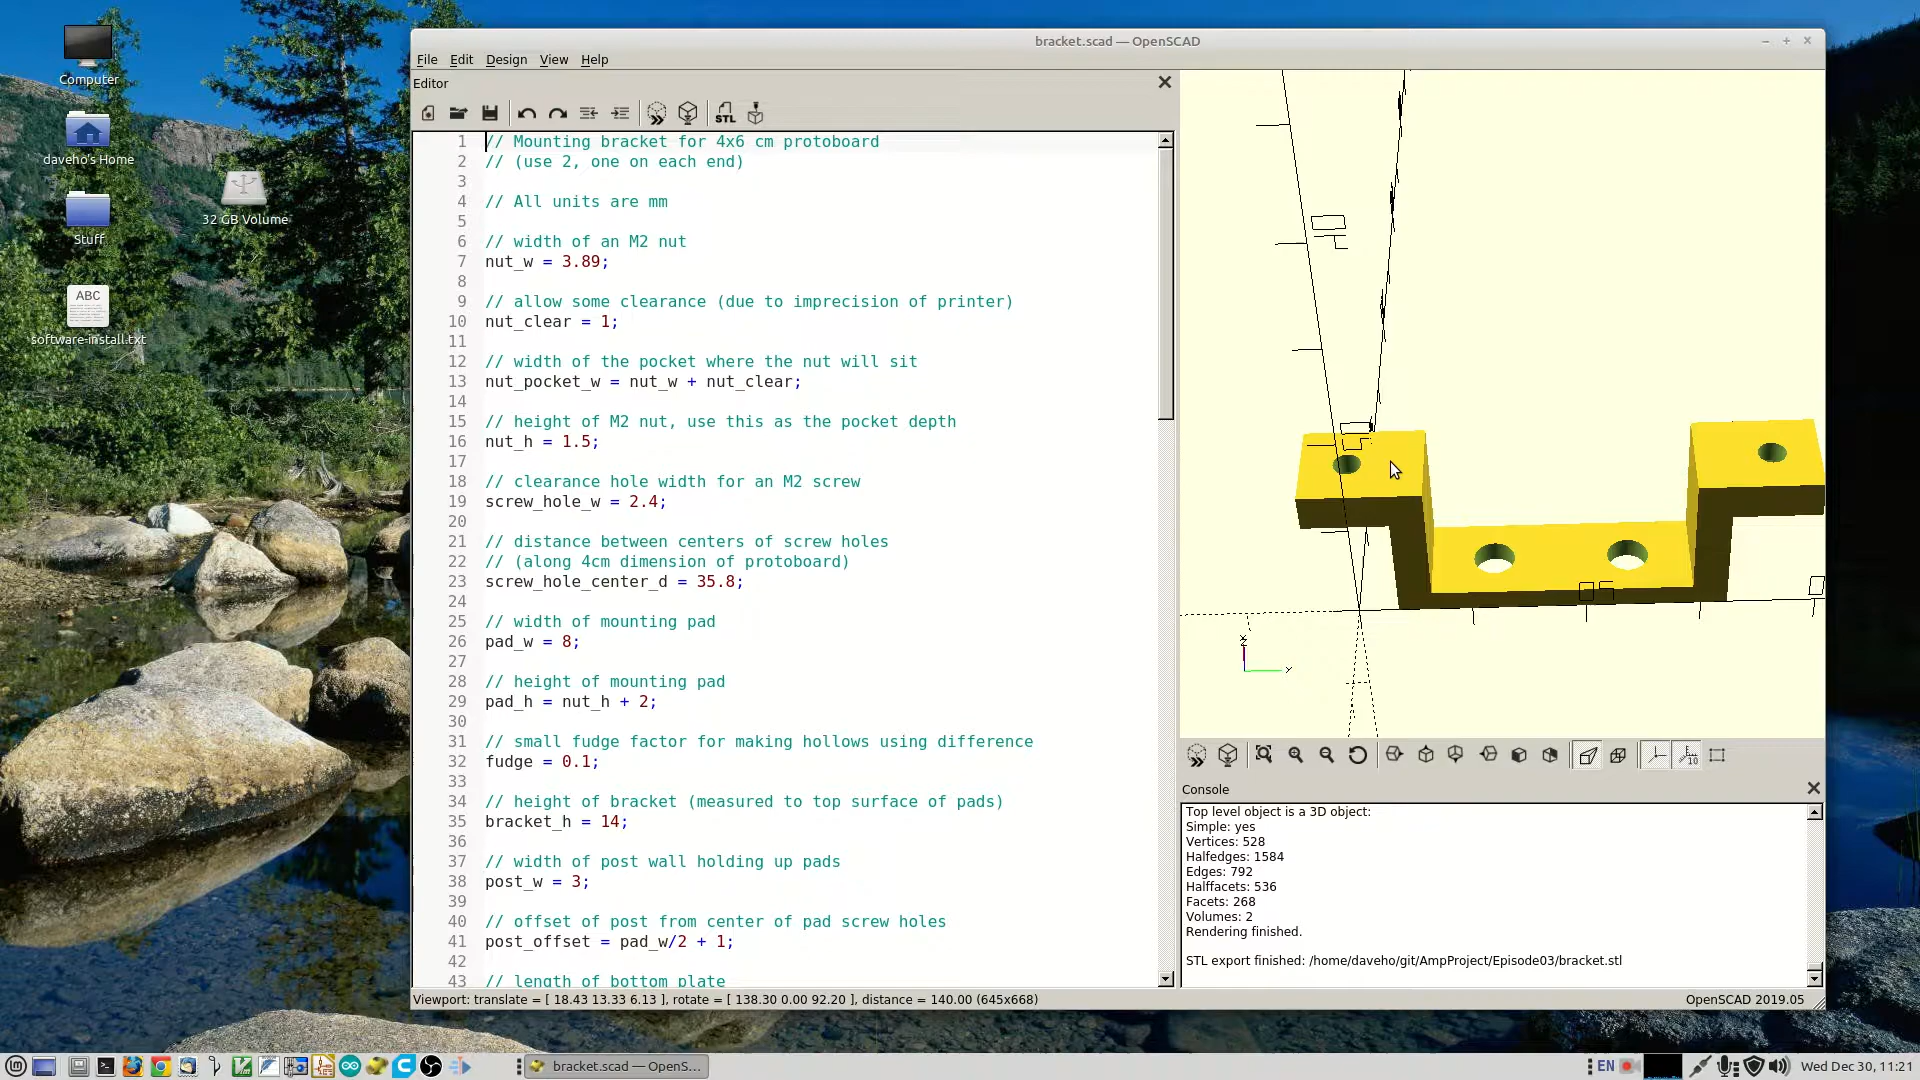 Computer
daveho's Home
Stuff
ABC
software-install.txt
32 GB Volume
bracket.scad — OpenSCAD
File Edit Design View Help
Editor
STL
1 // Mounting bracket for 4x6 cm protoboard
2 // (use 2, one on each end)
3
4 // All units are mm
5
6 // width of an M2 nut
7 nut_w = 3.89;
8
9 // allow some clearance (due to imprecision of printer)
10 nut_clear = 1;
11
12 // width of the pocket where the nut will sit
13 nut_pocket_w = nut_w + nut_clear;
14
15 // height of M2 nut, use this as the pocket depth
16 nut_h = 1.5;
17
18 // clearance hole width for an M2 screw
19 screw_hole_w = 2.4;
20
21 // distance between centers of screw holes
22 // (along 4cm dimension of protoboard)
23 screw_hole_center_d = 35.8;
24
25 // width of mounting pad
26 pad_w = 8;
27
28 // height of mounting pad
29 pad_h = nut_h + 2;
30
31 // small fudge factor for making hollows using difference
32 fudge = 0.1;
33
34 // height of bracket (measured to top surface of pads)
35 bracket_h = 14;
36
37 // width of post wall holding up pads
38 post_w = 3;
39
40 // offset of post from center of pad screw holes
41 post_offset = pad_w/2 + 1;
42
43 // length of bottom plate
Console
Top level object is a 3D object:
Simple: yes
Vertices: 528
Halfedges: 1584
Edges: 792
Halffacets: 536
Facets: 268
Volumes: 2
Rendering finished.
STL export finished: /home/daveho/git/AmpProject/Episode03/bracket.stl
Viewport: translate = [ 18.43 13.33 6.13 ], rotate = [ 138.30 0.00 92.20 ], distance = 140.00 (645x668)
OpenSCAD 2019.05
bracket.scad — OpenS...
EN
Wed Dec 30, 11:21